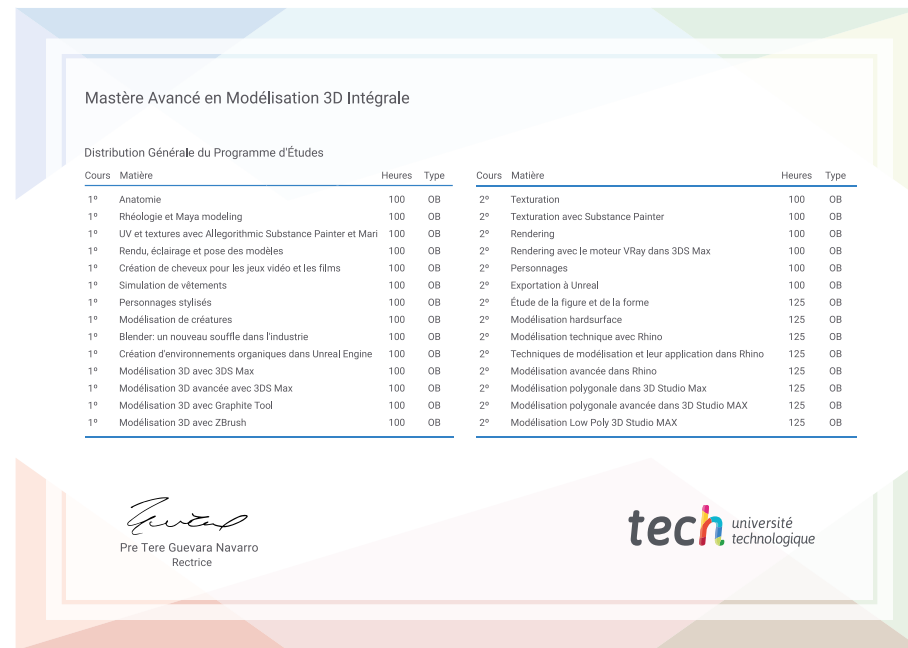 Mastère Avancé en Modélisation 3D Intégrale
Distribution Générale du Programme d'Études
Cours Matière Heures Type
1º Anatomie 100 OB
1º Rhéologie et Maya modeling 100 OB
1º UV et textures avec Allegorithmic Substance Painter et Mari 100 OB
1º Rendu, éclairage et pose des modèles 100 OB
1º Création de cheveux pour les jeux vidéo et les films 100 OB
1º Simulation de vêtements 100 OB
1º Personnages stylisés 100 OB
1º Modélisation de créatures 100 OB
1º Blender: un nouveau souffle dans l'industrie 100 OB
1º Création d'environnements organiques dans Unreal Engine 100 OB
1º Modélisation 3D avec 3DS Max 100 OB
1º Modélisation 3D avancée avec 3DS Max 100 OB
1º Modélisation 3D avec Graphite Tool 100 OB
1º Modélisation 3D avec ZBrush 100 OB
Cours Matière Heures Type
2º Texturation 100 OB
2º Texturation avec Substance Painter 100 OB
2º Rendering 100 OB
2º Rendering avec le moteur VRay dans 3DS Max 100 OB
2º Personnages 100 OB
2º Exportation à Unreal 100 OB
2º Étude de la figure et de la forme 125 OB
2º Modélisation hardsurface 125 OB
2º Modélisation technique avec Rhino 125 OB
2º Techniques de modélisation et leur application dans Rhino 125 OB
2º Modélisation avancée dans Rhino 125 OB
2º Modélisation polygonale dans 3D Studio Max 125 OB
2º Modélisation polygonale avancée dans 3D Studio MAX 125 OB
2º Modélisation Low Poly 3D Studio MAX 125 OB
Pre Tere Guevara Navarro
Rectrice
tech université
technologique